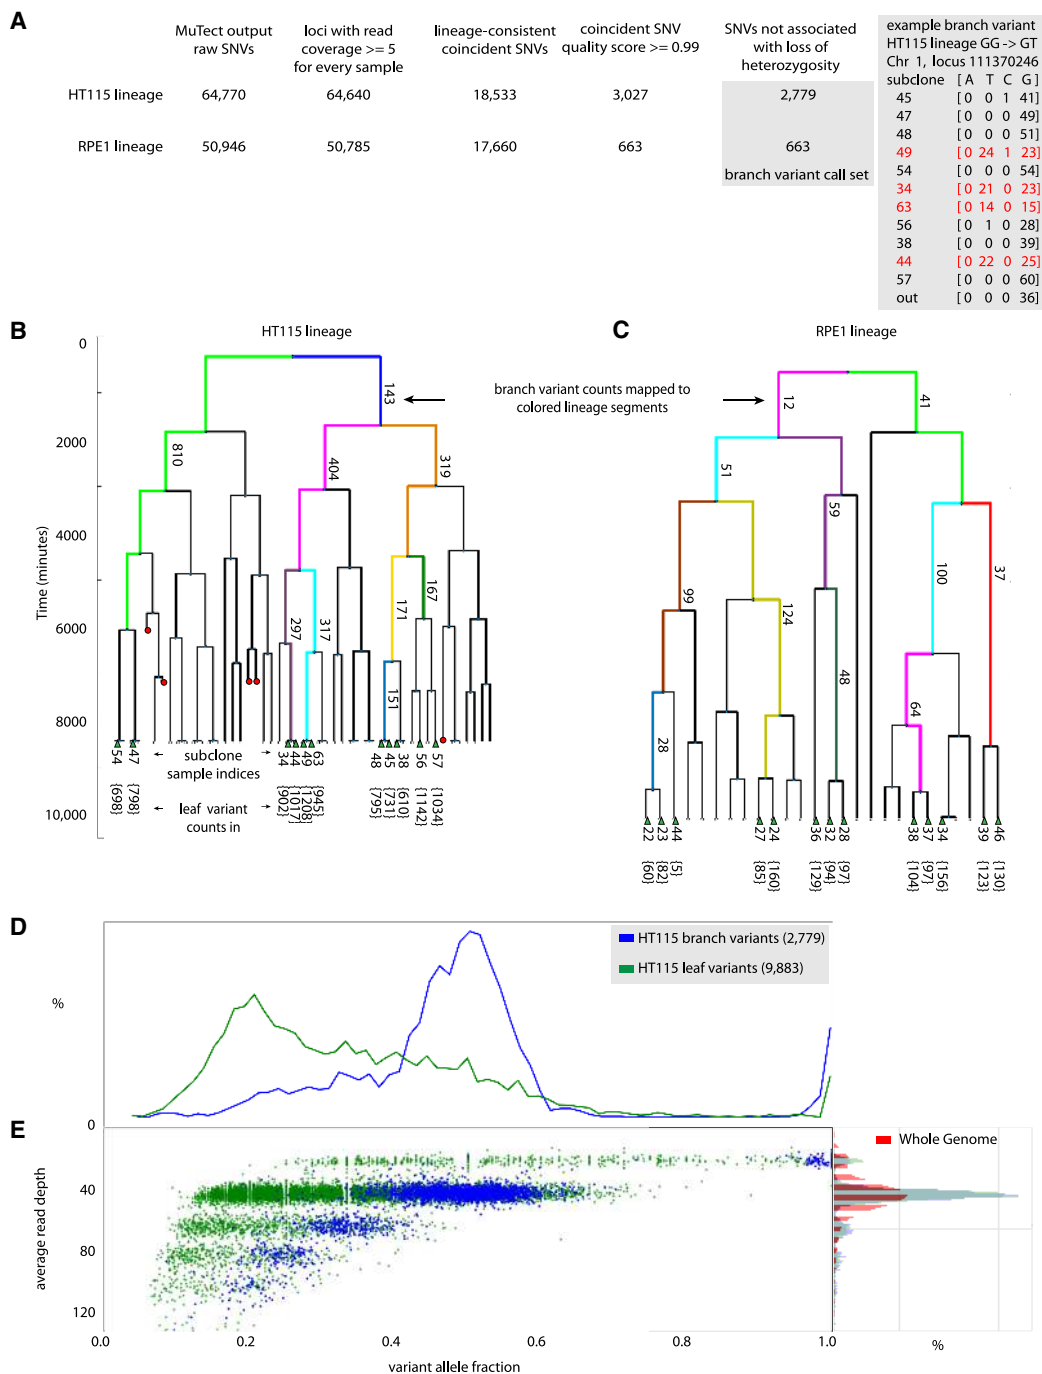 A
MuTect output
raw SNVs
loci with read
coverage >= 5
for every sample
lineage-consistent
coincident SNVs
coincident SNV
quality score >= 0.99
SNVs not associated
with loss of
heterozygosity
HT115 lineage
64,770
64,640
18,533
3,027
2,779
RPE1 lineage
50,946
50,785
17,660
663
663
branch variant call set
example branch variant
HT115 lineage GG -> GT
Chr 1, locus 111370246
subclone [ A T C G ]
45 [ 0 0 1 41]
47 [ 0 0 0 49]
48 [ 0 0 0 51]
49 [ 0 24 1 23]
54 [ 0 0 0 54]
34 [ 0 21 0 23]
63 [ 0 14 0 15]
56 [ 0 1 0 28]
38 [ 0 0 0 39]
44 [ 0 22 0 25]
57 [ 0 0 0 60]
out [ 0 0 0 36]
B
HT115 lineage
0
2000
4000
6000
8000
10,000
Time (minutes)
143
810
404
319
167
171
297
317
151
branch variant counts mapped to
colored lineage segments
subclone
sample indices
leaf variant
counts in
54
47
34
44
49
63
48
45
38
56
57
{698}
{798}
{902}
{1017}
{1208}
{945}
{795}
{731}
{610}
{1142}
{1034}
C
RPE1 lineage
12
41
51
59
100
37
99
124
48
64
28
22
23
44
27
24
36
32
28
38
37
34
39
46
{60}
{82}
{5}
{85}
{160}
{129}
{94}
{97}
{104}
{97}
{156}
{123}
{130}
D
%
0
HT115 branch variants (2,779)
HT115 leaf variants (9,883)
E
Whole Genome
average read depth
40
80
120
0.0
0.2
0.4
0.6
0.8
1.0
%
variant allele fraction